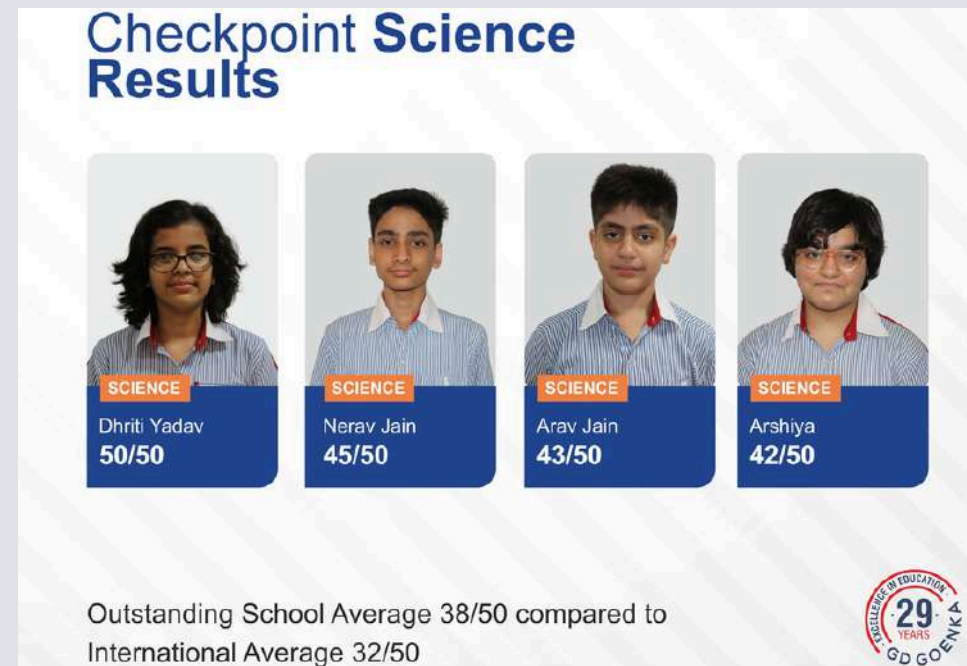 Checkpoint Science
Results
SCIENCE
Dhriti Yadav
50/50
SCIENCE
Nerav Jain
45/50
SCIENCE
Arav Jain
43/50
SCIENCE
Arshiya
42/50
Outstanding School Average 38/50 compared to
International Average 32/50
EXCELLENCE IN EDUCATION
29
YEARS
GD GOENKA